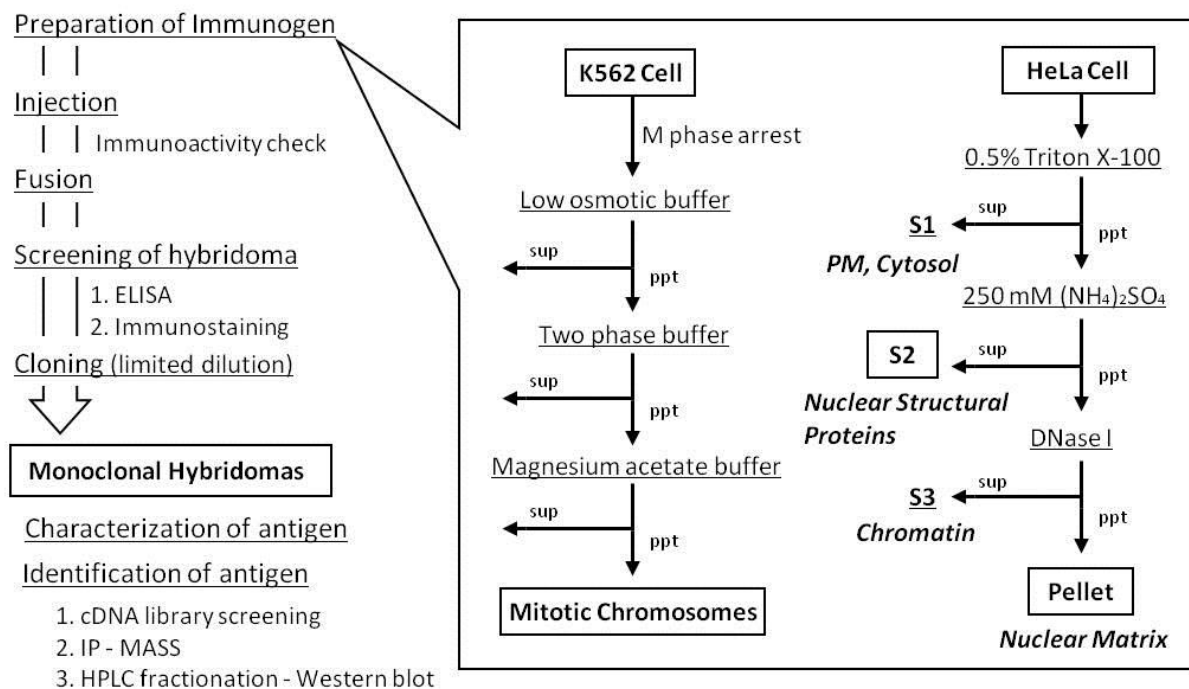 Preparation of Immunogen
Injection
Immunoactivity check
Fusion
Screening of hybridoma
1. ELISA
2. Immunostaining
Cloning (limited dilution)
Monoclonal Hybridomas
Characterization of antigen
Identification of antigen
1. cDNA library screening
2. IP - MASS
3. HPLC fractionation - Western blot
K562 Cell
M phase arrest
Low osmotic buffer
sup
ppt
Two phase buffer
sup
ppt
Magnesium acetate buffer
sup
ppt
Mitotic Chromosomes
HeLa Cell
0.5% Triton X-100
sup
S1
ppt
PM, Cytosol
250 mM (NH₄)₂SO₄
sup
S2
ppt
Nuclear Structural
Proteins
DNase I
sup
S3
ppt
Chromatin
Pellet
Nuclear Matrix